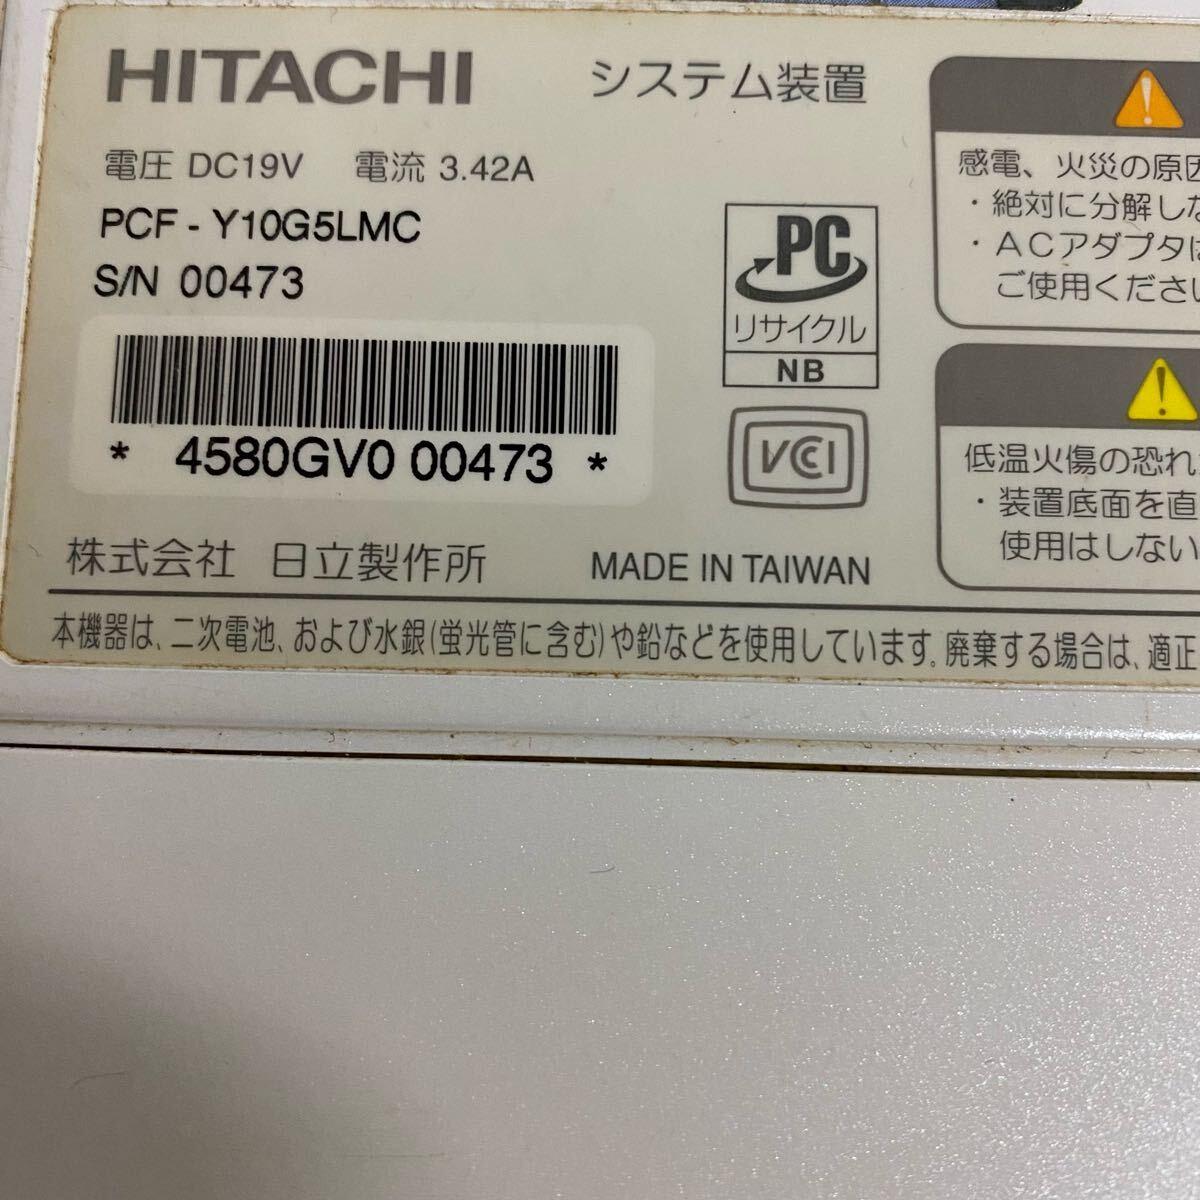 HITACHI システム装置
電圧 DC19V 電流 3.42A
PCF - Y10G5LMC
S/N 00473
* 4580GV0 00473 *
PC
リサイクル
NB
VCCI
株式会社 日立製作所
MADE IN TAIWAN
感電、火災の原因
・絶対に分解しな
・ACアダプタは
ご使用ください
低温火傷の恐れ
・装置底面を直
使用はしない
本機器は、二次電池、および水銀(蛍光管に含む)や鉛などを使用しています。廃棄する場合は、適正